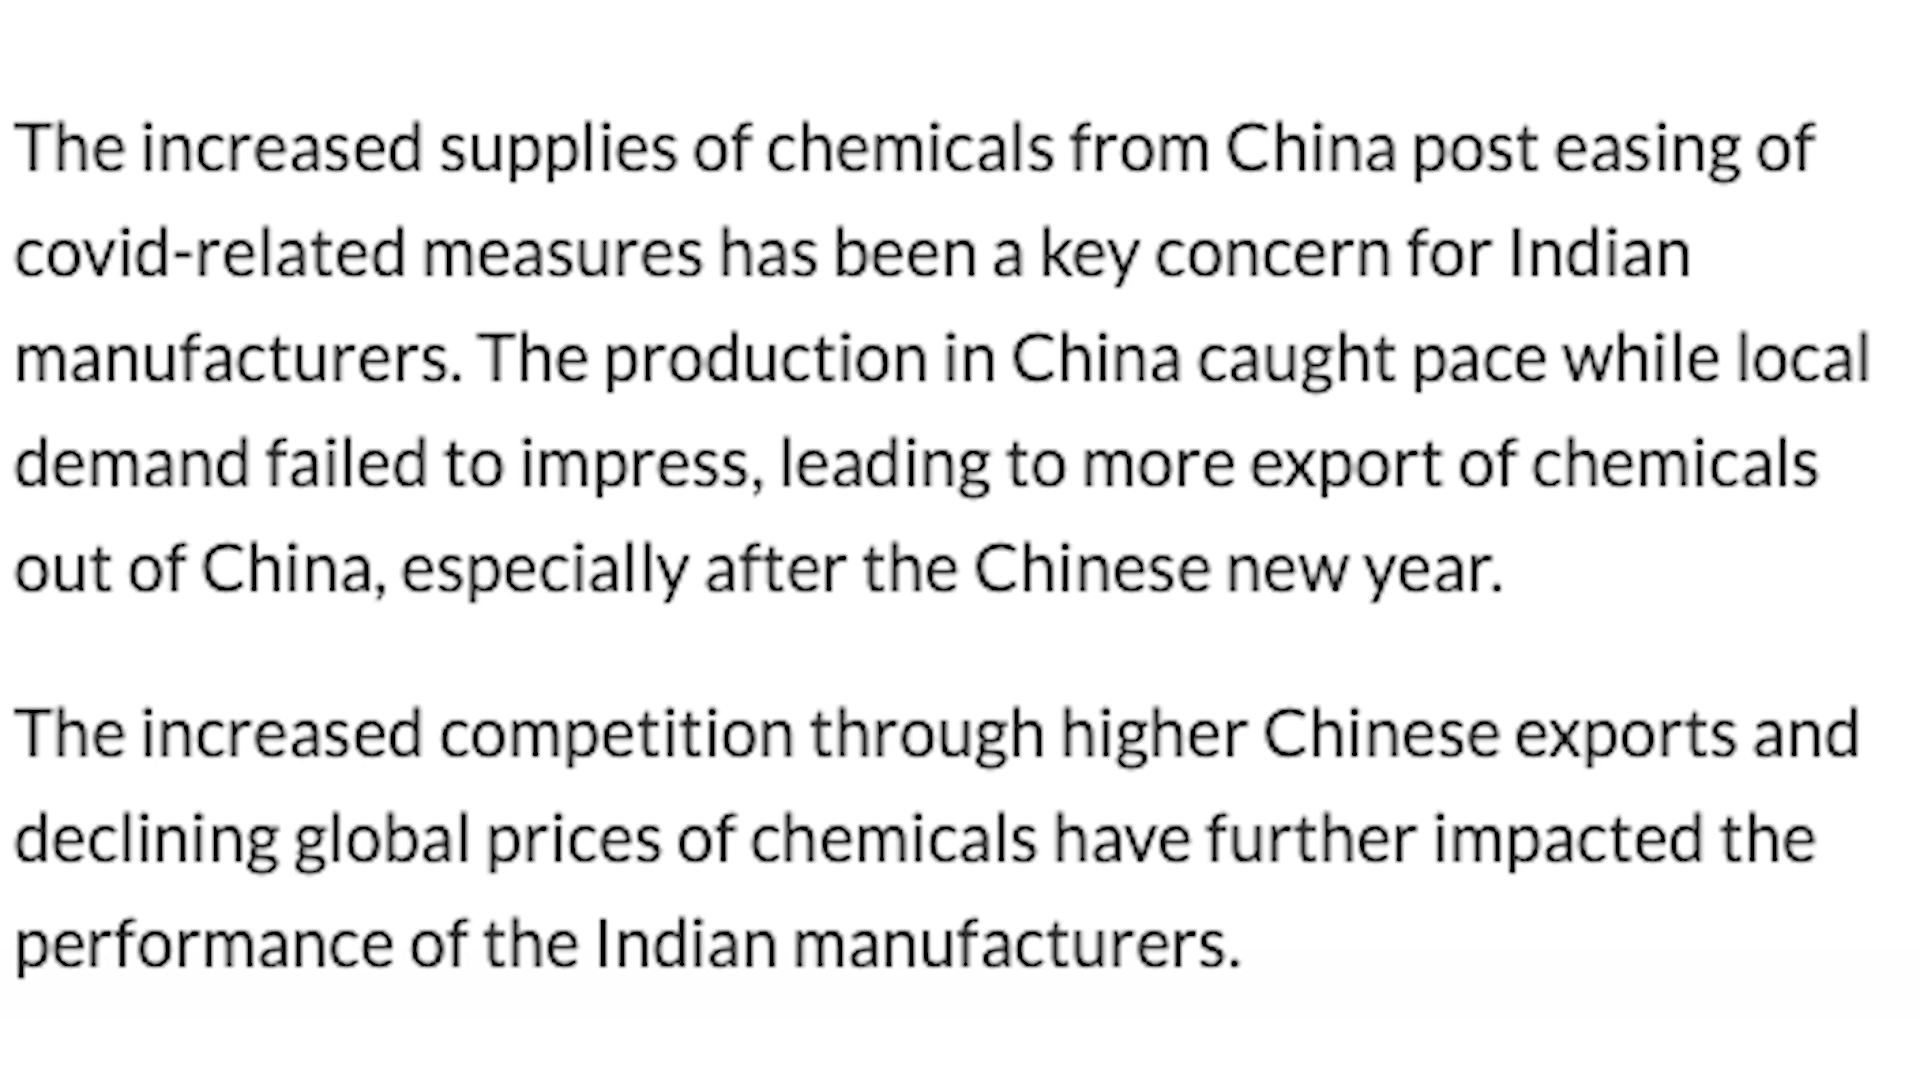 The increased supplies of chemicals from China post easing of
covid-related measures has been a key concern for Indian
manufacturers. The production in China caught pace while local
demand failed to impress, leading to more export of chemicals
out of China, especially after the Chinese new year.
The increased competition through higher Chinese exports and
declining global prices of chemicals have further impacted the
performance of the Indian manufacturers.